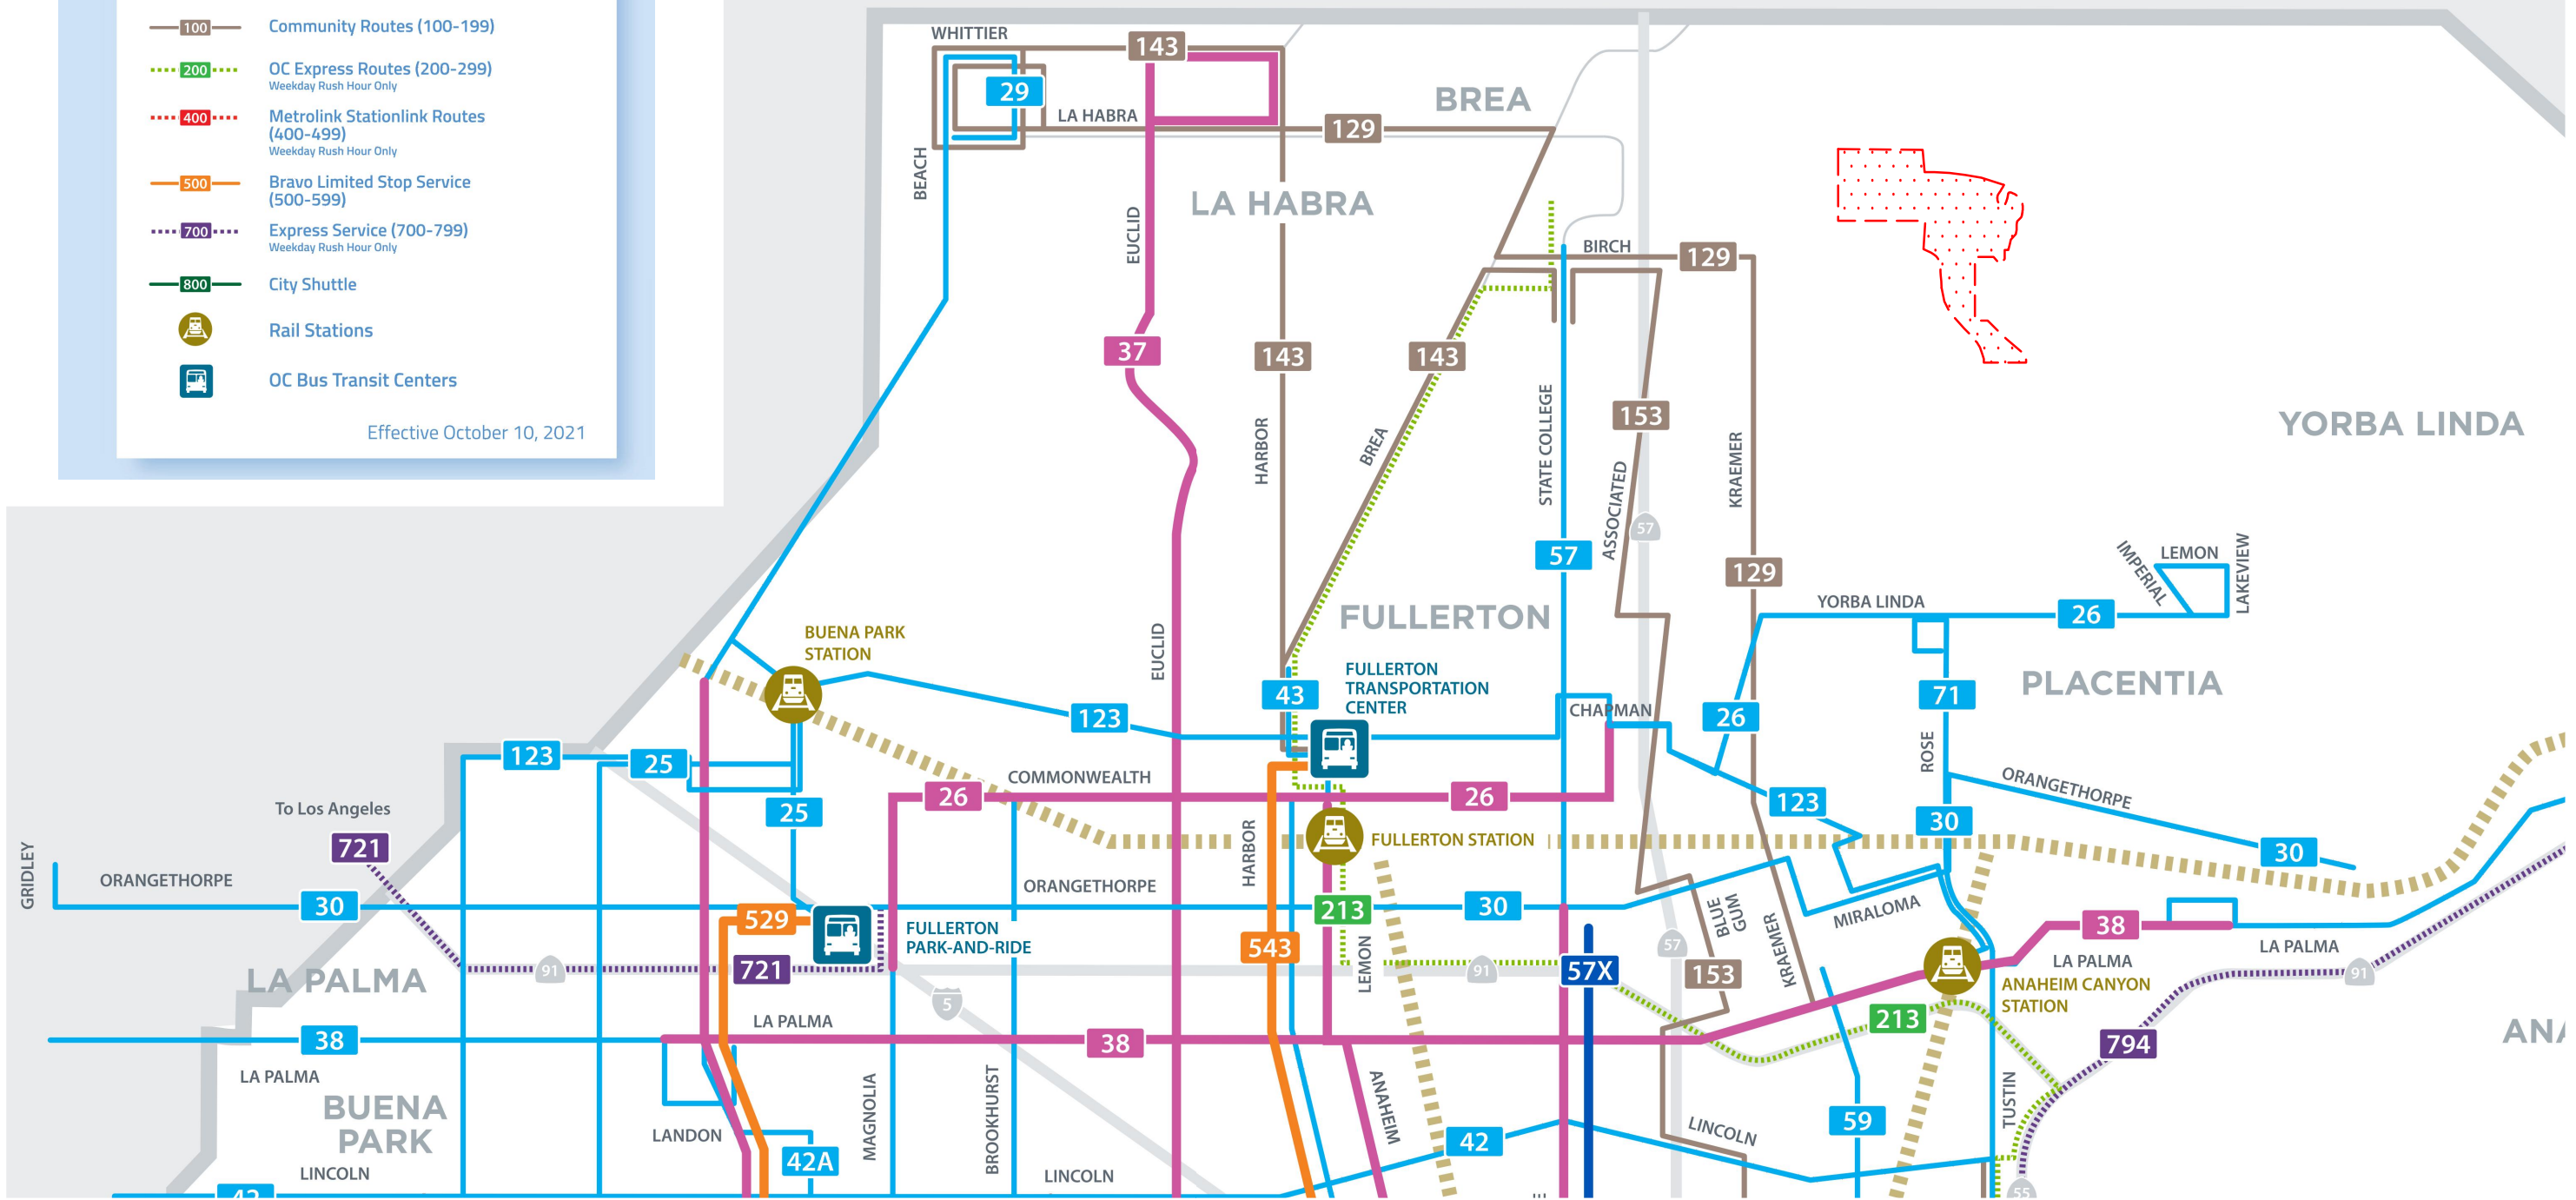 100 Community Routes (100-199)
200 OC Express Routes (200-299)
Weekday Rush Hour Only
400 Metrolink Stationlink Routes
(400-499)
Weekday Rush Hour Only
500 Bravo Limited Stop Service
(500-599)
700 Express Service (700-799)
Weekday Rush Hour Only
800 City Shuttle
Rail Stations
OC Bus Transit Centers
Effective October 10, 2021
WHITTIER
143
29
LA HABRA
129
BREA
BEACH
EUCLID
LA HABRA
BIRCH
129
37
143
143
HARBOR
BREA
STATE COLLEGE
153
ASSOCIATED
57
KRAEMER
YORBA LINDA
57
129
IMPERIAL
LEMON
LAKEVIEW
YORBA LINDA
26
FULLERTON
BUENA PARK
STATION
EUCLID
43
FULLERTON
TRANSPORTATION
CENTER
CHAPMAN
26
71
PLACENTIA
123
123
25
ROSE
COMMONWEALTH
26
26
25
123
30
ORANGETHORPE
30
To Los Angeles
721
GRIDLEY
ORANGETHORPE
30
HARBOR
FULLERTON STATION
ORANGETHORPE
213
30
529
FULLERTON
PARK-AND-RIDE
543
LEMON
BLUE
GUM
KRAEMER
MIRALOMA
38
LA PALMA
LA PALMA
91
721
5
91
57X
57
153
LA PALMA
91
ANAHEIM CANYON
STATION
213
794
38
LA PALMA
LA PALMA
38
BUENA
PARK
LANDON
42A
MAGNOLIA
BROOKHURST
ANAHEIM
42
LINCOLN
59
TUSTIN
LINCOLN
LINCOLN
55